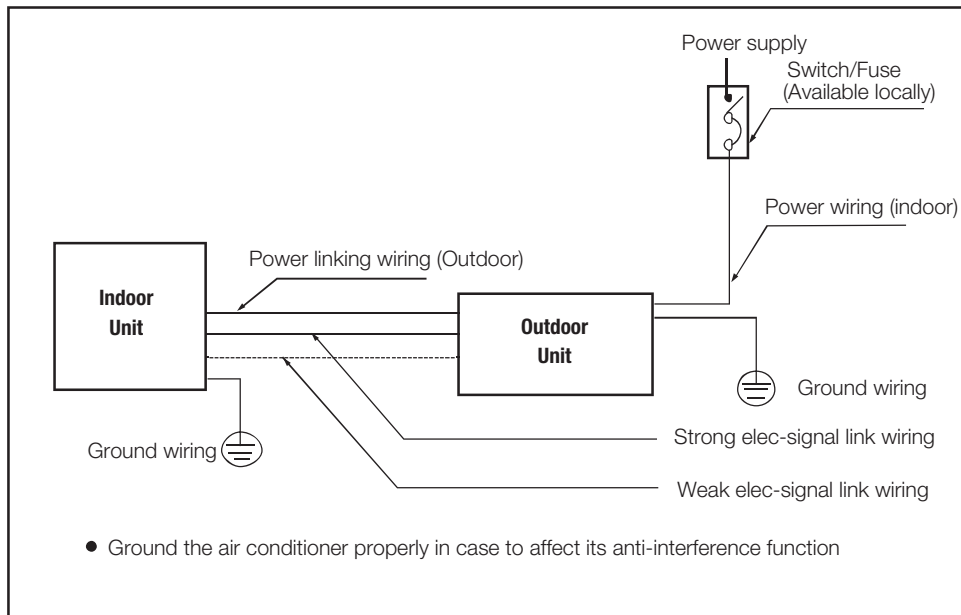 Power supply
Switch/Fuse
(Available locally)
Power wiring (indoor)
Power linking wiring (Outdoor)
Indoor
Unit
Outdoor
Unit
Ground wiring
Ground wiring
Strong elec-signal link wiring
Weak elec-signal link wiring
● Ground the air conditioner properly in case to affect its anti-interference function